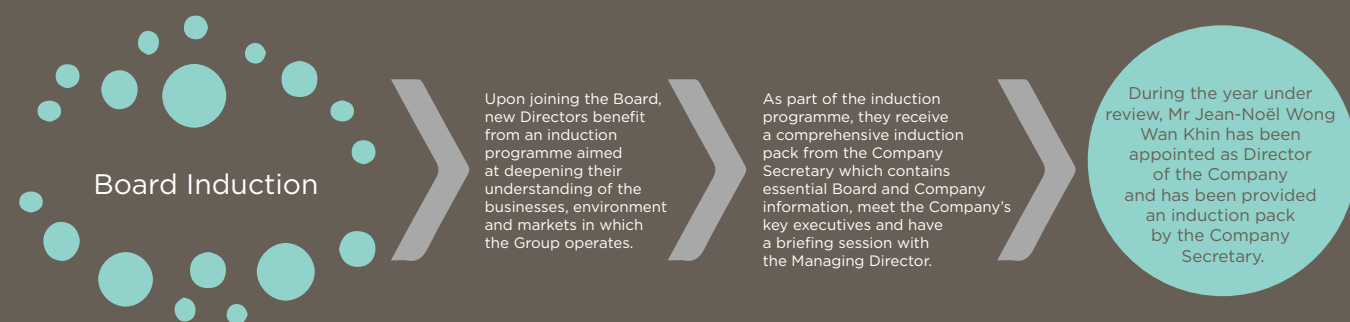 Board Induction
Upon joining the Board,
new Directors benefit
from an induction
programme aimed
at deepening their
understanding of the
businesses, environment
and markets in which
the Group operates.
As part of the induction
programme, they receive
a comprehensive induction
pack from the Company
Secretary which contains
essential Board and Company
information, meet the Company’s
key executives and have
a briefing session with
the Managing Director.
During the year under
review, Mr Jean-Noël Wong
Wan Khin has been
appointed as Director
of the Company
and has been provided
an induction pack
by the Company
Secretary.